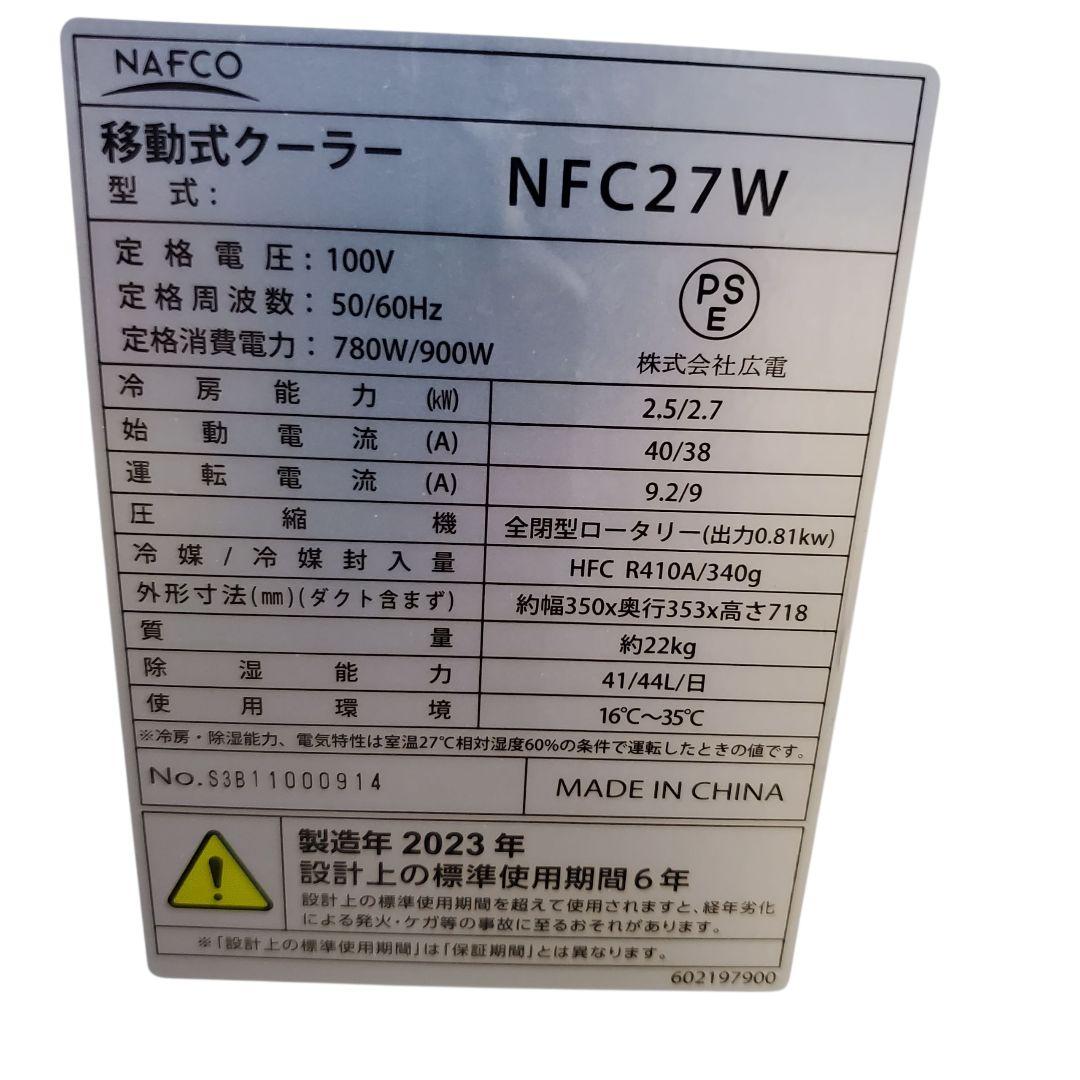 NAFCO
移動式クーラー
型式:
NFC27W
定格電圧: 100V
定格周波数: 50/60Hz
定格消費電力: 780W/900W
PS
E
株式会社広電
冷房能力 (kW) 2.5/2.7
始動電流 (A) 40/38
運転電流 (A) 9.2/9
圧縮機 全閉型ロータリー(出力0.81kw)
冷媒/冷媒封入量 HFC R410A/340g
外形寸法(mm)(ダクト含まず) 約幅350x奥行353x高さ718
質量 約22kg
除湿能力 41/44L/日
使用環境 16℃～35℃
※冷房・除湿能力、電気特性は室温27℃相対湿度60%の条件で運転したときの値です。
No.S3B11000914
MADE IN CHINA
製造年 2023 年
設計上の標準使用期間 6 年
設計上の標準使用期間を超えて使用されますと、経年劣化
による発火・ケガ等の事故に至るおそれがあります。
※「設計上の標準使用期間」は「保証期間」とは異なります。
602197900